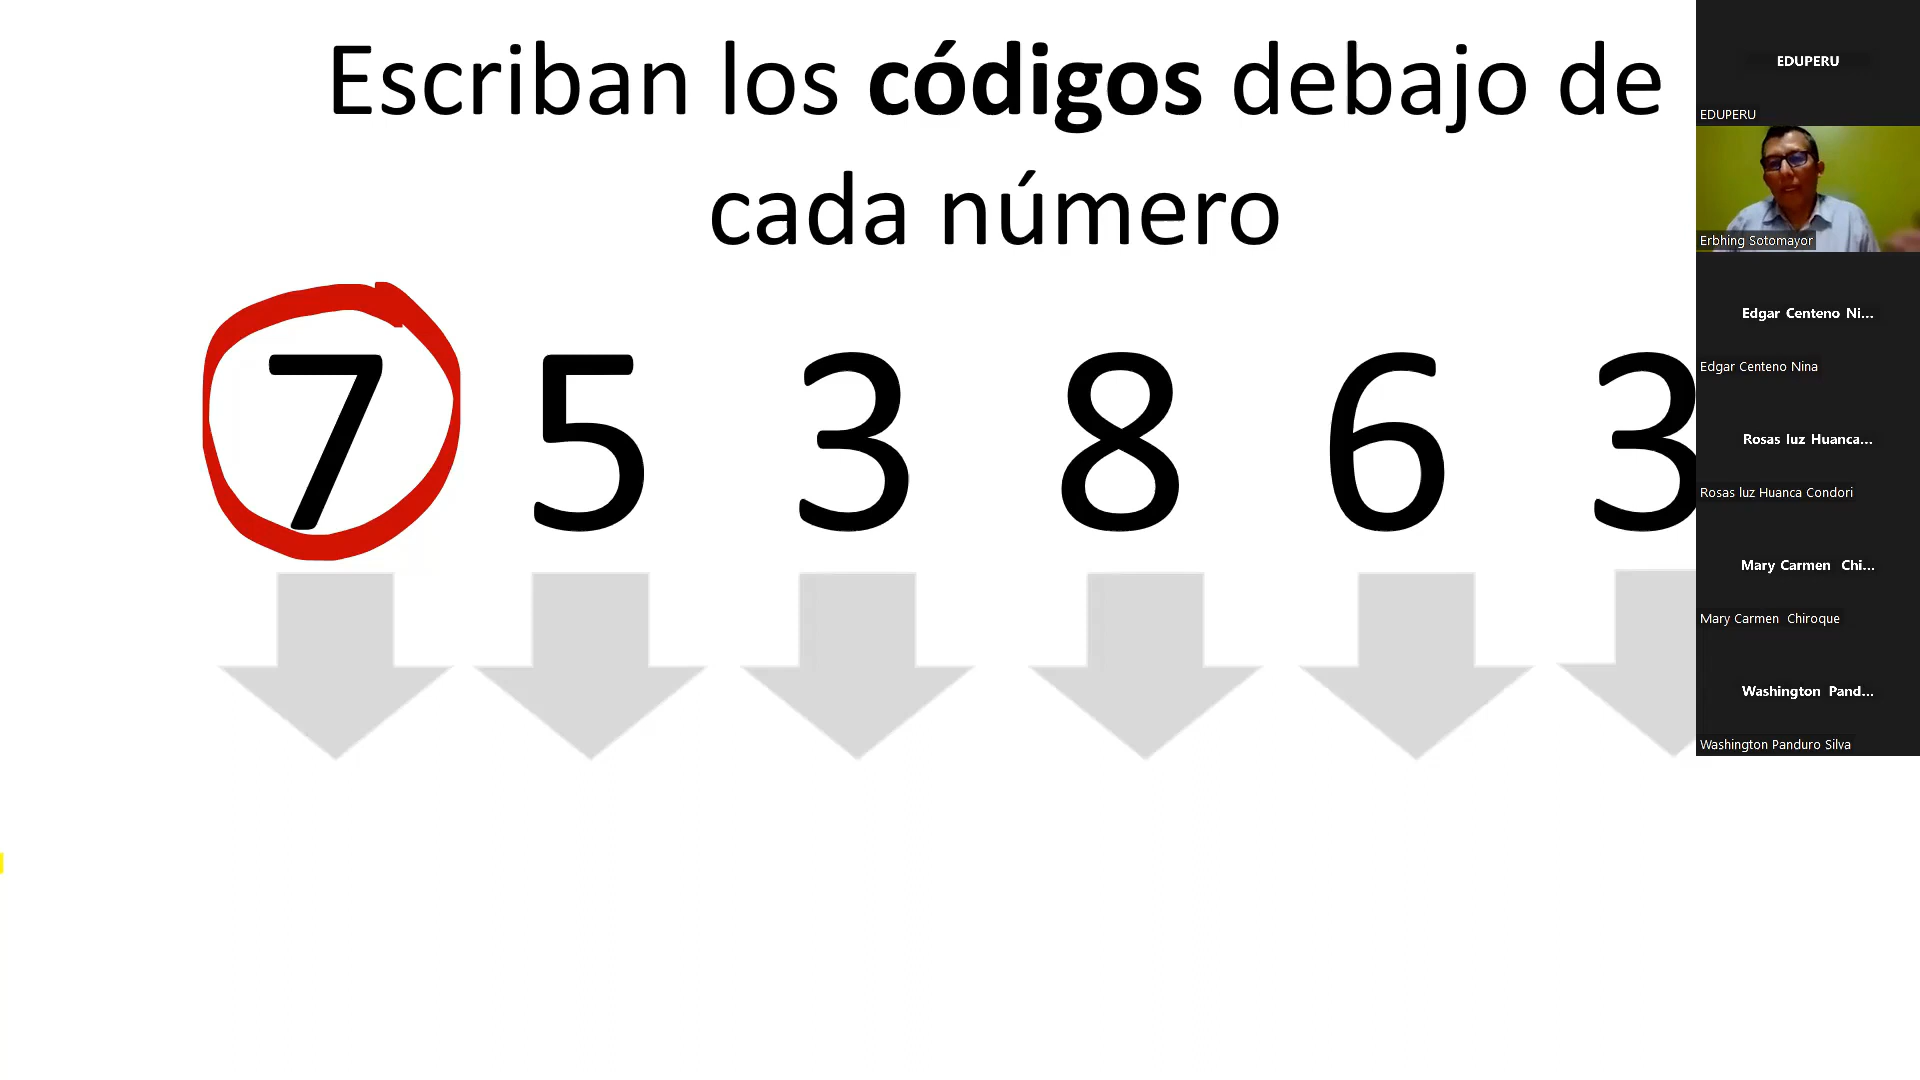 Escriban los códigos debajo de
cada número
7 5 3 8 6 3
EDUPERU
EDUPERU
Erbhing Sotomayor
Edgar Centeno Ni...
Edgar Centeno Nina
Rosas luz Huanca...
Rosas luz Huanca Condori
Mary Carmen Chi...
Mary Carmen Chiroque
Washington Pand...
Washington Panduro Silva